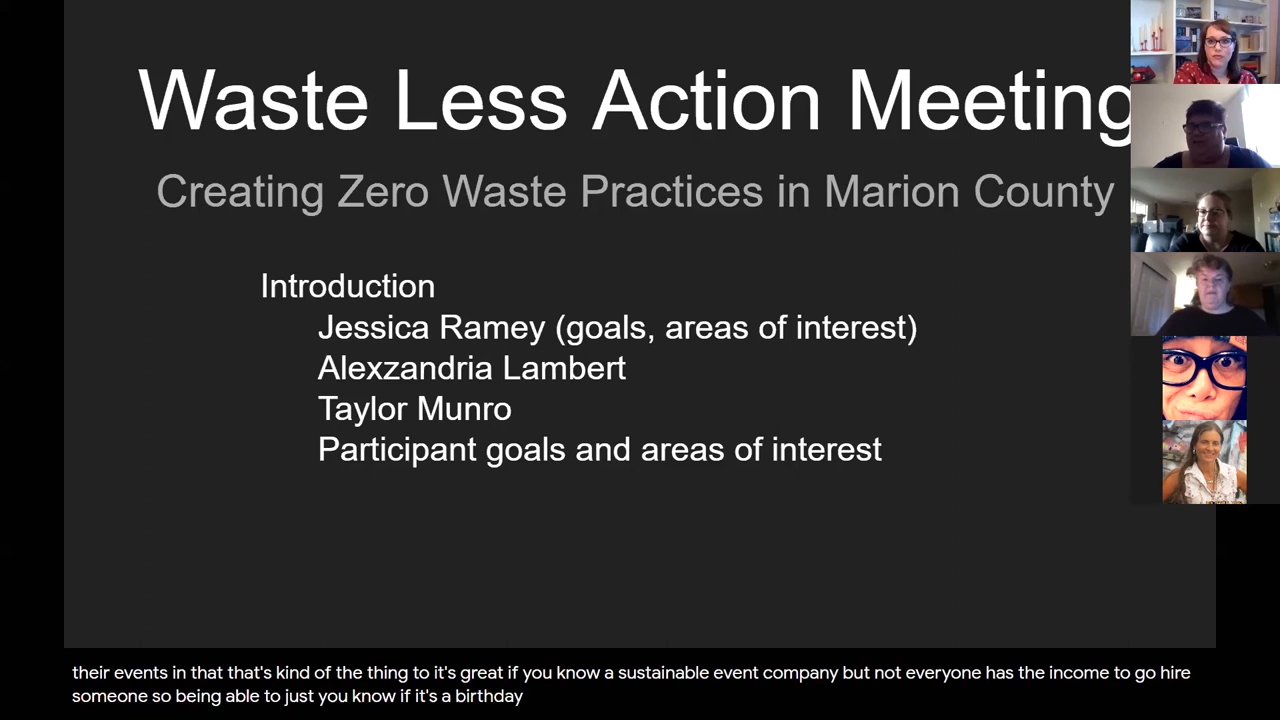 Waste Less Action Meeting
Creating Zero Waste Practices in Marion County
Introduction
Jessica Ramey (goals, areas of interest)
Alexzandria Lambert
Taylor Munro
Participant goals and areas of interest
their events in that that's kind of the thing to it's great if you know a sustainable event company but not everyone has the income to go hire
someone so being able to just you know if it's a birthday